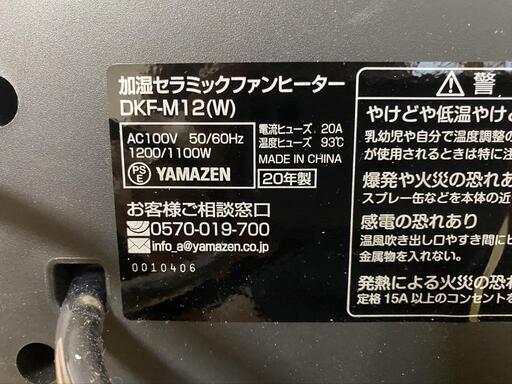 加湿セラミックファンヒーター
DKF-M12(W)
AC100V 50/60Hz
1200/1100W
PS E YAMAZEN
電流ヒューズ 20A
温度ヒューズ 93℃
MADE IN CHINA
20年製
お客様ご相談窓口
0570-019-700
info_a@yamazen.co.jp
0010406
警
やけどや低温やけど
乳幼児や自分で温度調整の
が使用されるときは特に注
爆発や火災の恐れあ
スプレー缶などを本体の近
感電の恐れあり
温風吹き出し口やすき間にピ
金属物を入れない。
発熱による火災の恐
定格15A以上のコンセントを